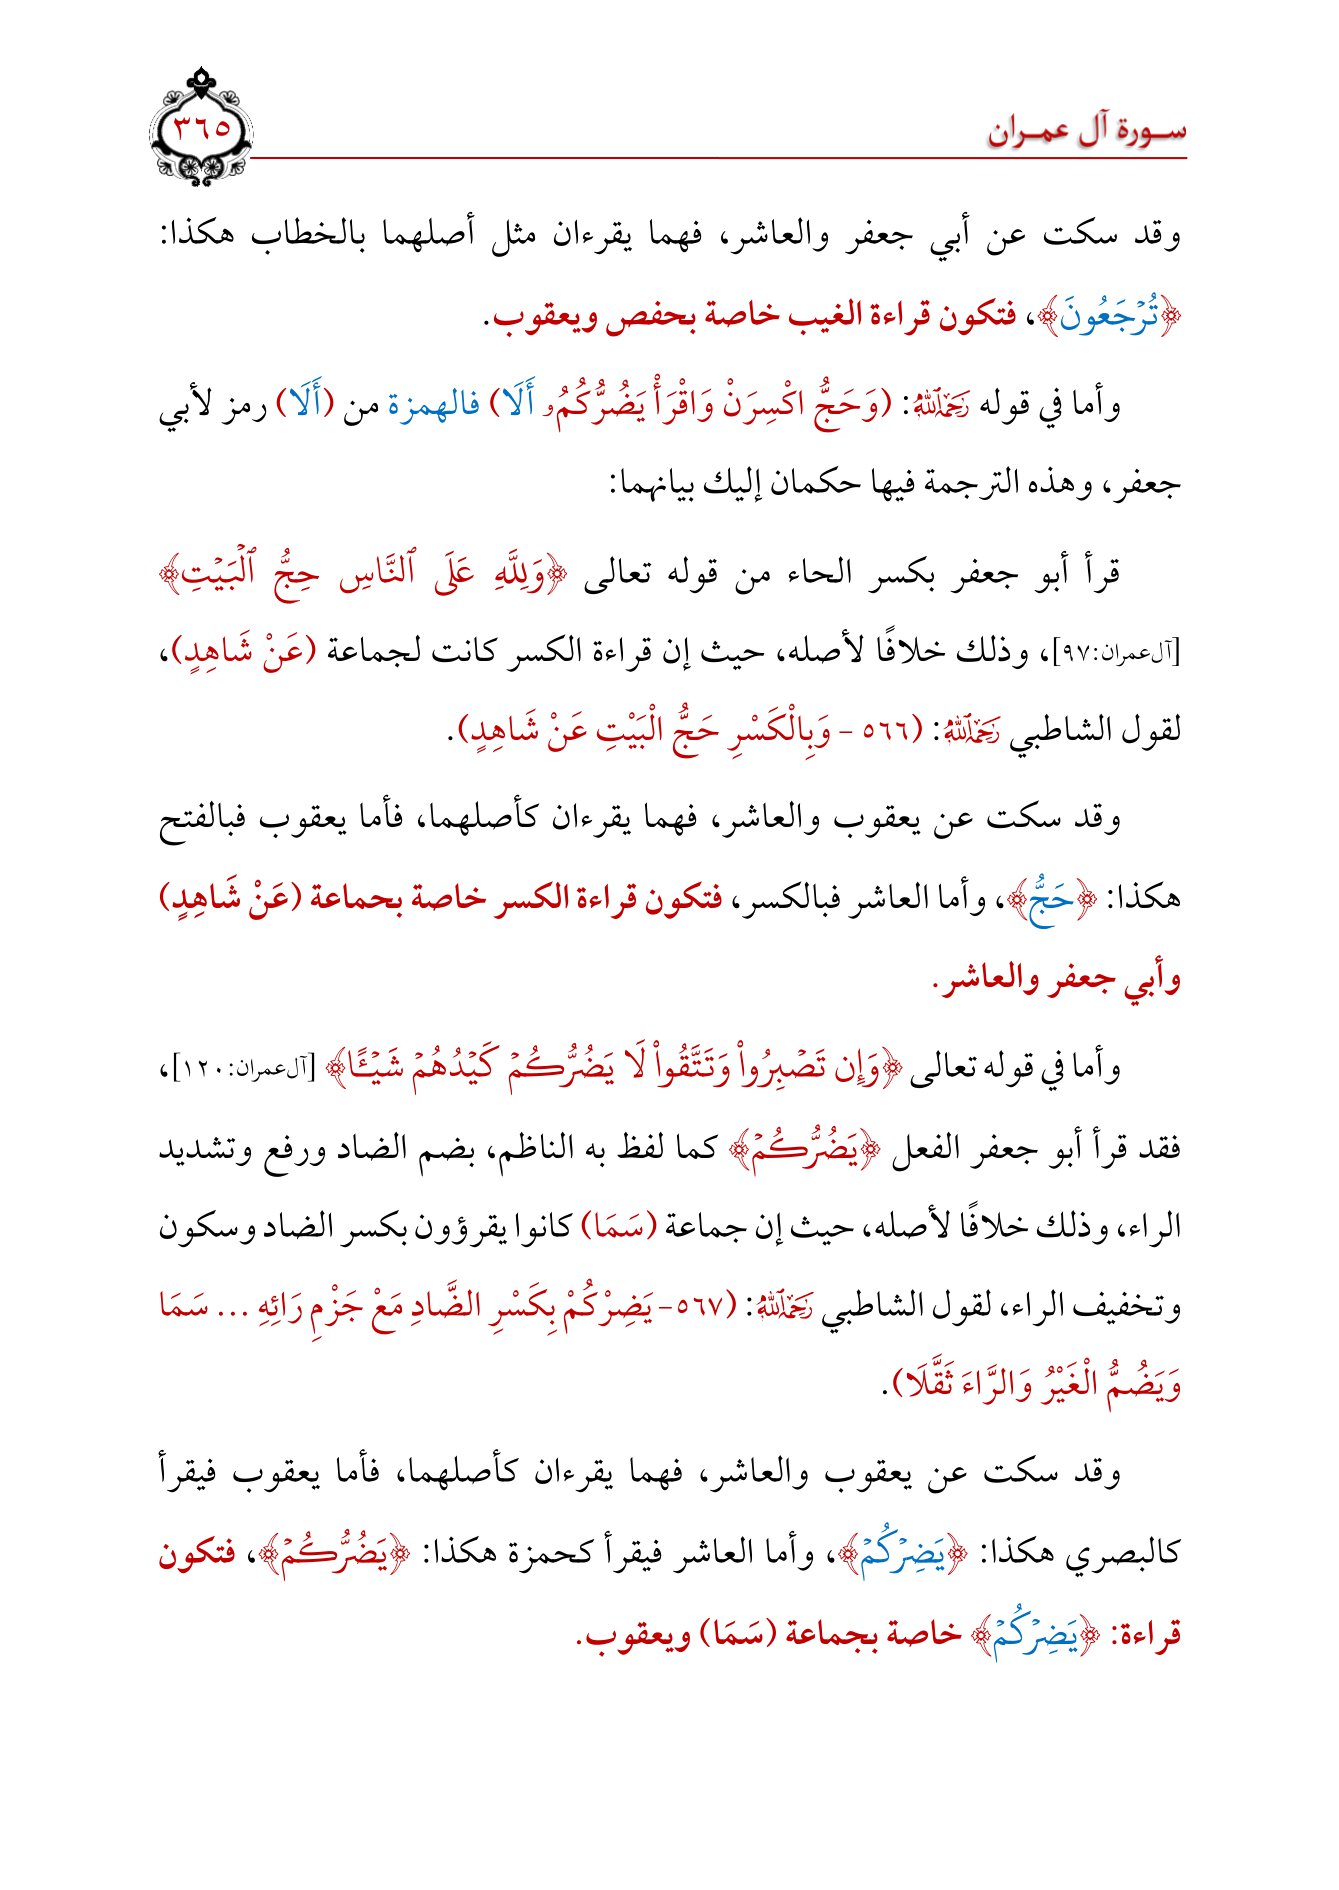 سورة آل عمران
٣٦٥
وقد سكت عن أبي جعفر والعاشر، فهما يقرءان مثل أصلهما بالخطاب هكذا:
﴿تُرْجَعُونَ﴾، فتكون قراءة الغيب خاصة بحفص ويعقوب.
وأما في قوله رَحِمَهُ ٱللَّهُ: (وَحَجُّ اكْسِرَنْ وَاقْرَأْ يَضُرُّكُمُۥ أَلَا) فالهمزة من (أَلَا) رمز لأبي
جعفر، وهذه الترجمة فيها حكمان إليك بيانهما:
قرأ أبو جعفر بكسر الحاء من قوله تعالى ﴿وَلِلَّهِ عَلَى ٱلنَّاسِ حِجُّ ٱلْبَيْتِ﴾
[آل عمران: ٩٧]، وذلك خلافًا لأصله، حيث إن قراءة الكسر كانت لجماعة (عَنْ شَاهِدٍ)،
لقول الشاطبي رَحِمَهُ ٱللَّهُ: (٥٦٦ - وَبِالْكَسْرِ حَجُّ الْبَيْتِ عَنْ شَاهِدٍ).
وقد سكت عن يعقوب والعاشر، فهما يقرءان كأصلهما، فأما يعقوب فبالفتح
هكذا: ﴿حَجُّ﴾، وأما العاشر فبالكسر، فتكون قراءة الكسر خاصة بحماعة (عَنْ شَاهِدٍ)
وأبي جعفر والعاشر.
وأما في قوله تعالى ﴿وَإِن تَصْبِرُواْ وَتَتَّقُواْ لَا يَضُرُّكُمْ كَيْدُهُمْ شَيْـًٔا﴾ [آل عمران: ١٢٠]،
فقد قرأ أبو جعفر الفعل ﴿يَضُرُّكُمْ﴾ كما لفظ به الناظم، بضم الضاد ورفع وتشديد
الراء، وذلك خلافًا لأصله، حيث إن جماعة (سَمَا) كانوا يقرؤون بكسر الضاد وسكون
وتخفيف الراء، لقول الشاطبي رَحِمَهُ ٱللَّهُ: (٥٦٧- يَضِرْكُمْ بِكَسْرِ الضَّادِ مَعْ جَزْمِ رَائِهِ ... سَمَا
وَيَضُمُّ الْغَيْرُ وَالرَّاءَ ثَقَّلَا).
وقد سكت عن يعقوب والعاشر، فهما يقرءان كأصلهما، فأما يعقوب فيقرأ
كالبصري هكذا: ﴿يَضِرْكُمْ﴾، وأما العاشر فيقرأ كحمزة هكذا: ﴿يَضُرُّكُمْ﴾، فتكون
قراءة: ﴿يَضِرْكُمْ﴾ خاصة بجماعة (سَمَا) ويعقوب.